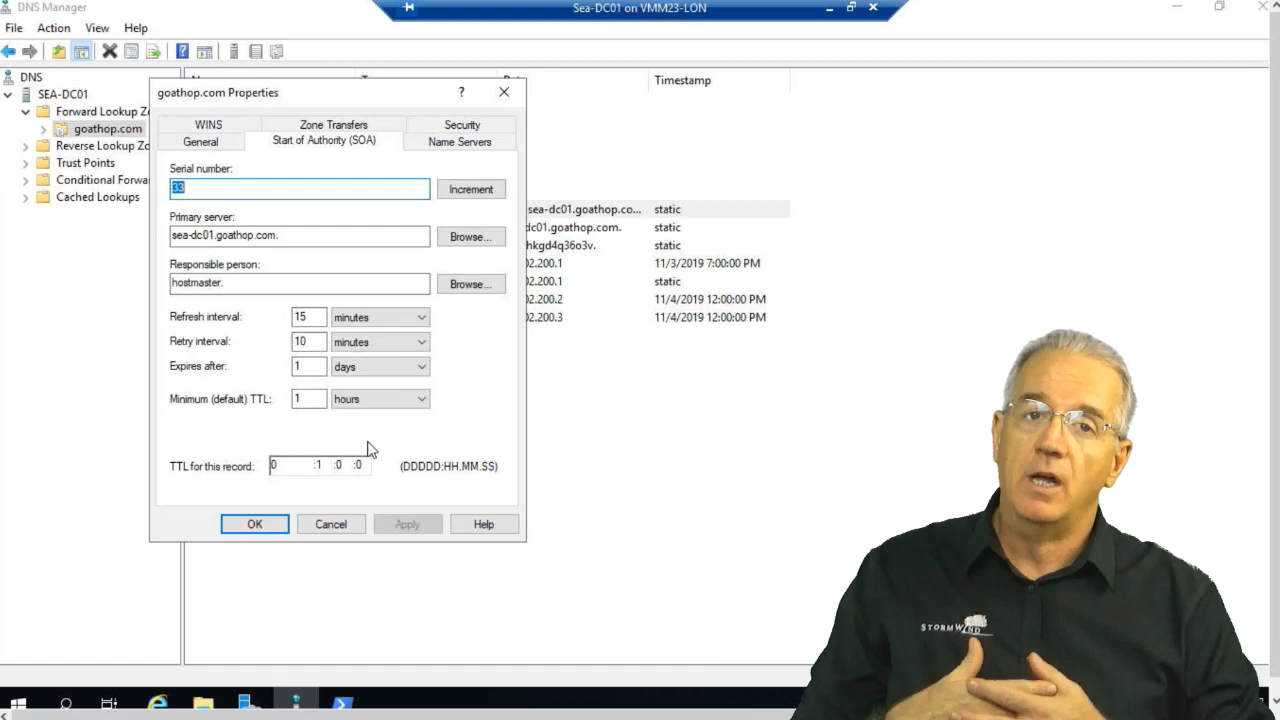 DNS Manager
Sea-DC01 on VMM23-LON
File Action View Help
DNS
SEA-DC01
Forward Lookup Zo
goathop.com
Reverse Lookup Zo
Trust Points
Conditional Forwa
Cached Lookups
Timestamp
goathop.com Properties
?
WINS Zone Transfers Security
General Start of Authority (SOA) Name Servers
Serial number:
33 Increment
Primary server:
sea-dc01.goathop.com. Browse...
Responsible person:
hostmaster. Browse...
Refresh interval: 15 minutes
Retry interval: 10 minutes
Expires after: 1 days
Minimum (default) TTL: 1 hours
TTL for this record: 0 :1 :0 :0 (DDDDD:HH.MM.SS)
OK Cancel Apply Help
sea-dc01.goathop.co... static
dc01.goathop.com. static
hkgd4q36o3v. static
02.200.1 11/3/2019 7:00:00 PM
02.200.1 static
02.200.2 11/4/2019 12:00:00 PM
02.200.3 11/4/2019 12:00:00 PM
STORMWIND